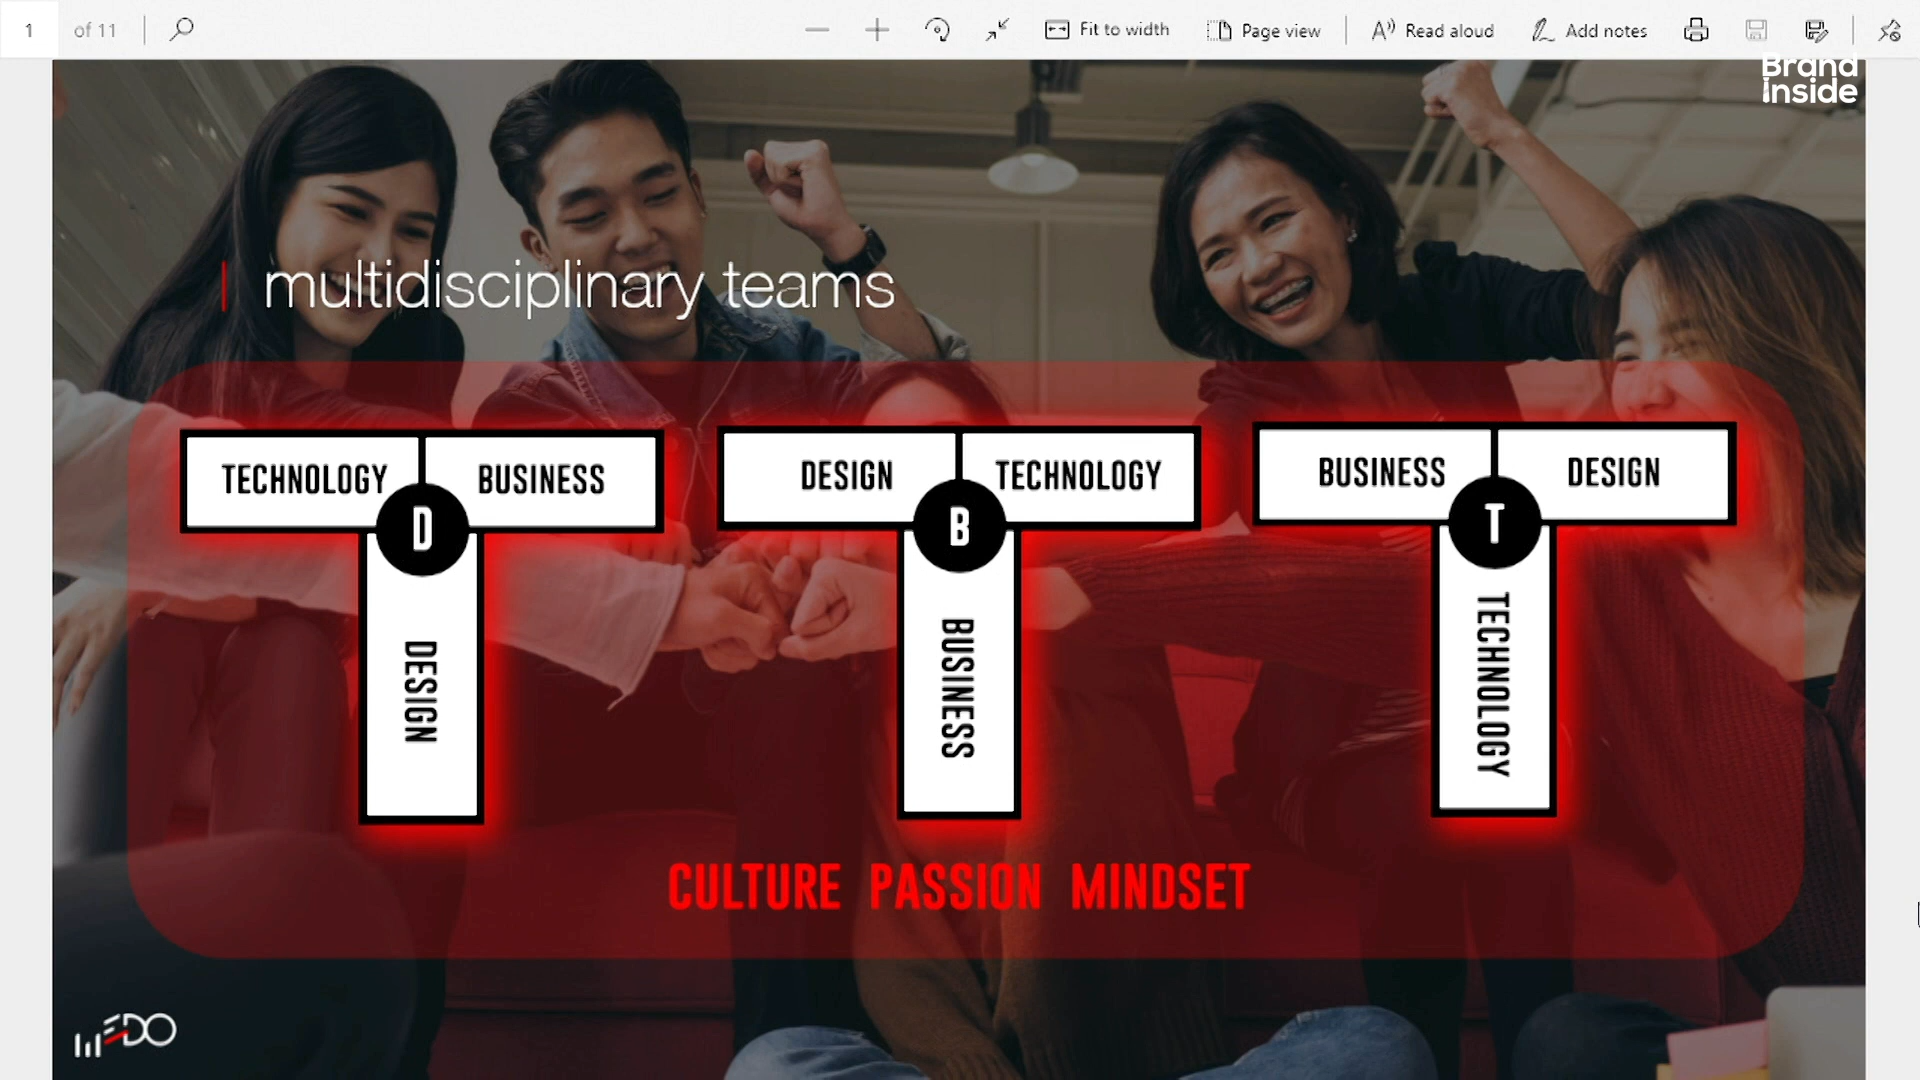 1 of 11 Fit to width Page view Read aloud Add notes
Brand
Inside
multidisciplinary teams
TECHNOLOGY BUSINESS
D
DESIGN
DESIGN TECHNOLOGY
B
BUSINESS
BUSINESS DESIGN
T
TECHNOLOGY
CULTURE PASSION MINDSET
WEDO